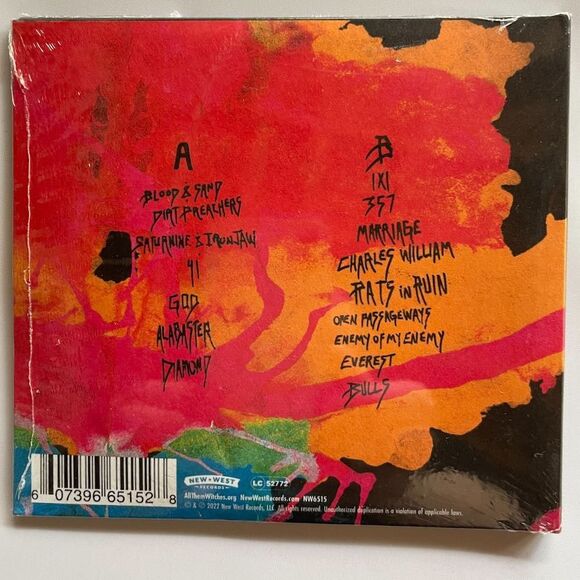 A
BLOOD & SAND
DIRT PREACHERS
SATURNINE & IRON JAW
41
GOD
ALABASTER
DIAMOND
B
1X1
357
MARRIAGE
CHARLES WILLIAM
RATS in RUIN
OPEN PASSAGEWAYS
ENEMY OF MY ENEMY
EVEREST
BULLS
6 07396 65152 8
NEW WEST
RECORDS
LC 52772
AllThemWitches.org NewWestRecords.com NW6515
℗ & © 2022 New West Records, LLC. All rights reserved. Unauthorized duplication is a violation of applicable laws.